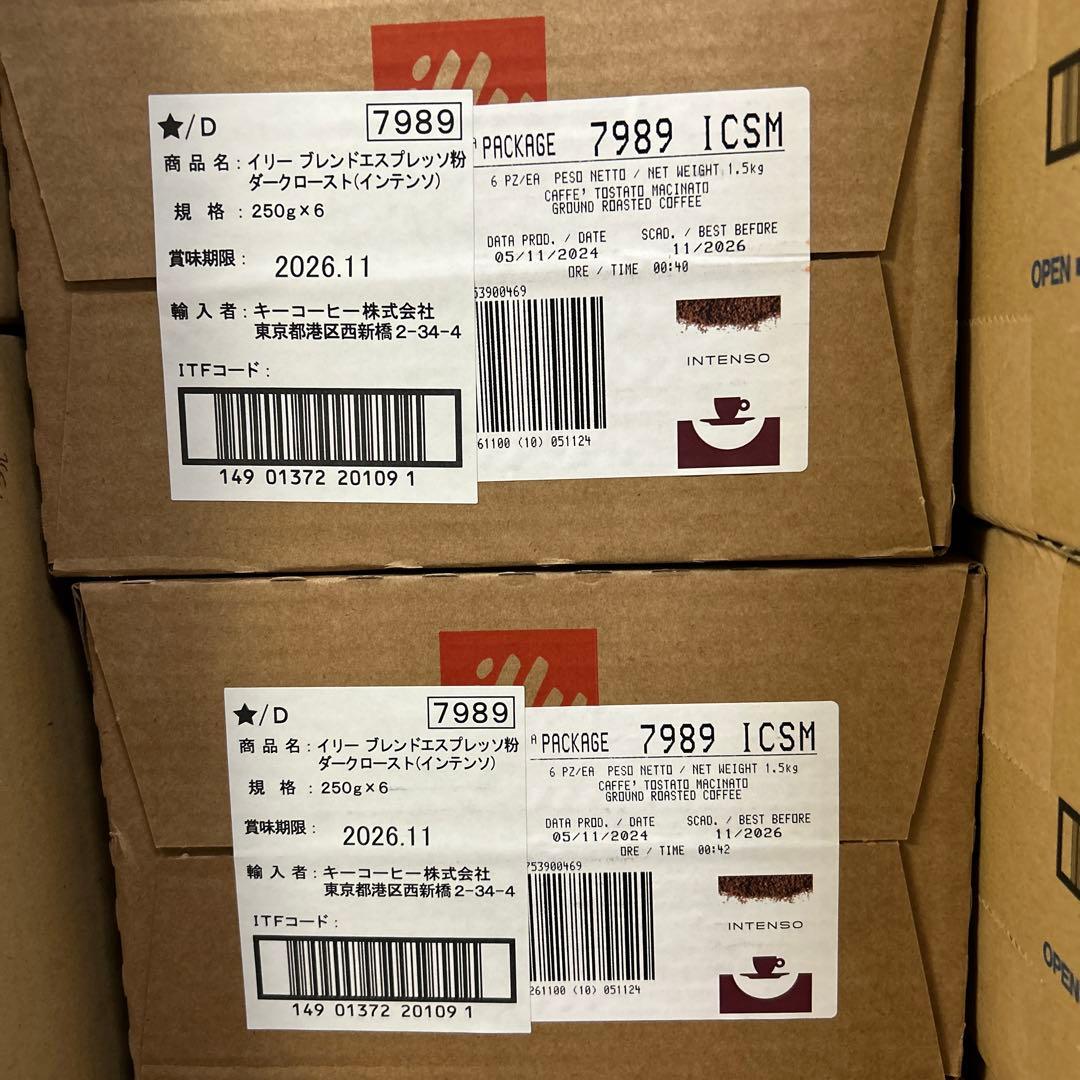 illy
★/D 7989
商品名：イリー ブレンドエスプレッソ粉
ダークロースト(インテンソ)
規格：250g×6
賞味期限： 2026.11
輸入者：キーコーヒー株式会社
東京都港区西新橋2-34-4
ITFコード：
149 01372 20109 1
PACKAGE 7989 ICSM
6 PZ/EA PESO NETTO / NET WEIGHT 1.5kg
CAFFE' TOSTATO MACINATO
GROUND ROASTED COFFEE
DATA PROD. / DATE SCAD. / BEST BEFORE
05/11/2024 11/2026
ORE / TIME 00:40
53900469
INTENSO
61100 (10) 051124
illy
★/D 7989
商品名：イリー ブレンドエスプレッソ粉
ダークロースト(インテンソ)
規格：250g×6
賞味期限： 2026.11
輸入者：キーコーヒー株式会社
東京都港区西新橋2-34-4
ITFコード：
149 01372 20109 1
A PACKAGE 7989 ICSM
6 PZ/EA PESO NETTO / NET WEIGHT 1.5kg
CAFFE' TOSTATO MACINATO
GROUND ROASTED COFFEE
DATA PROD. / DATE SCAD. / BEST BEFORE
05/11/2024 11/2026
ORE / TIME 00:42
753900469
INTENSO
261100 (10) 051124
OPEN
OPEN